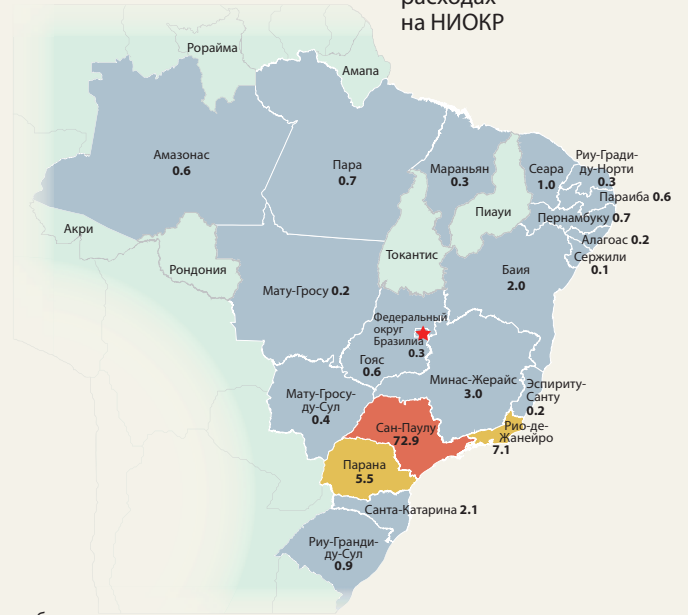 расходах
на НИОКР
Рорайма
Амапа
Амазонас
0.6
Пара
0.7
Мараньян
0.3
Сеара
1.0
Риу-Гради-
ду-Норти
0.3
Параиба 0.6
Пиауи
Пернамбуку 0.7
Алагоас 0.2
Сержили
0.1
Акри
Рондония
Токантис
Баия
2.0
Мату-Гросу 0.2
Федеральный
округ
Бразилиа
0.3
Гояс
0.6
Минас-Жерайс
3.0
Эспириту-
Санту
0.2
Мату-Гросу-
ду-Сул
0.4
Сан-Паулу
72.9
Рио-де-
Жанейро
7.1
Парана
5.5
Санта-Катарина 2.1
Риу-Гранди-
ду-Сул
0.9